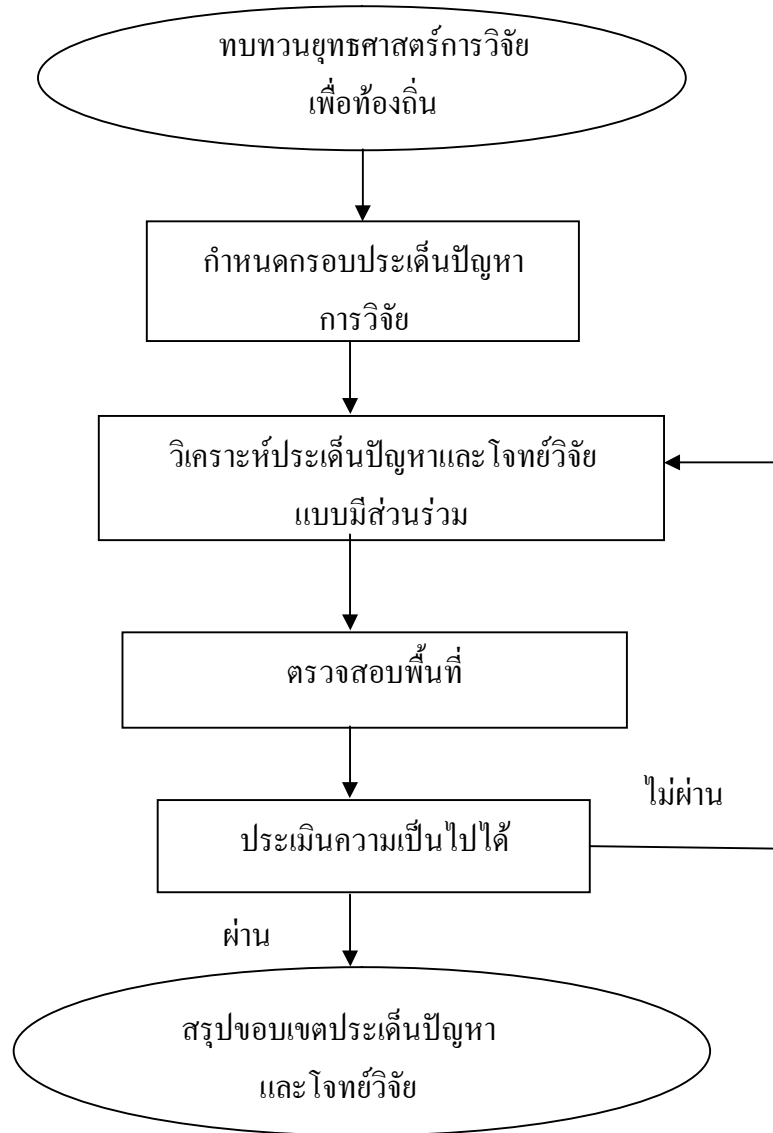 ทบทวนยุทธศาสตร์การวิจัย
เพื่อท้องถิ่น
กำหนดกรอบประเด็นปัญหา
การวิจัย
วิเคราะห์ประเด็นปัญหาและโจทย์วิจัย
แบบมีส่วนร่วม
ตรวจสอบพื้นที่
ไม่ผ่าน
ประเมินความเป็นไปได้
ผ่าน
สรุปขอบเขตประเด็นปัญหา
และโจทย์วิจัย